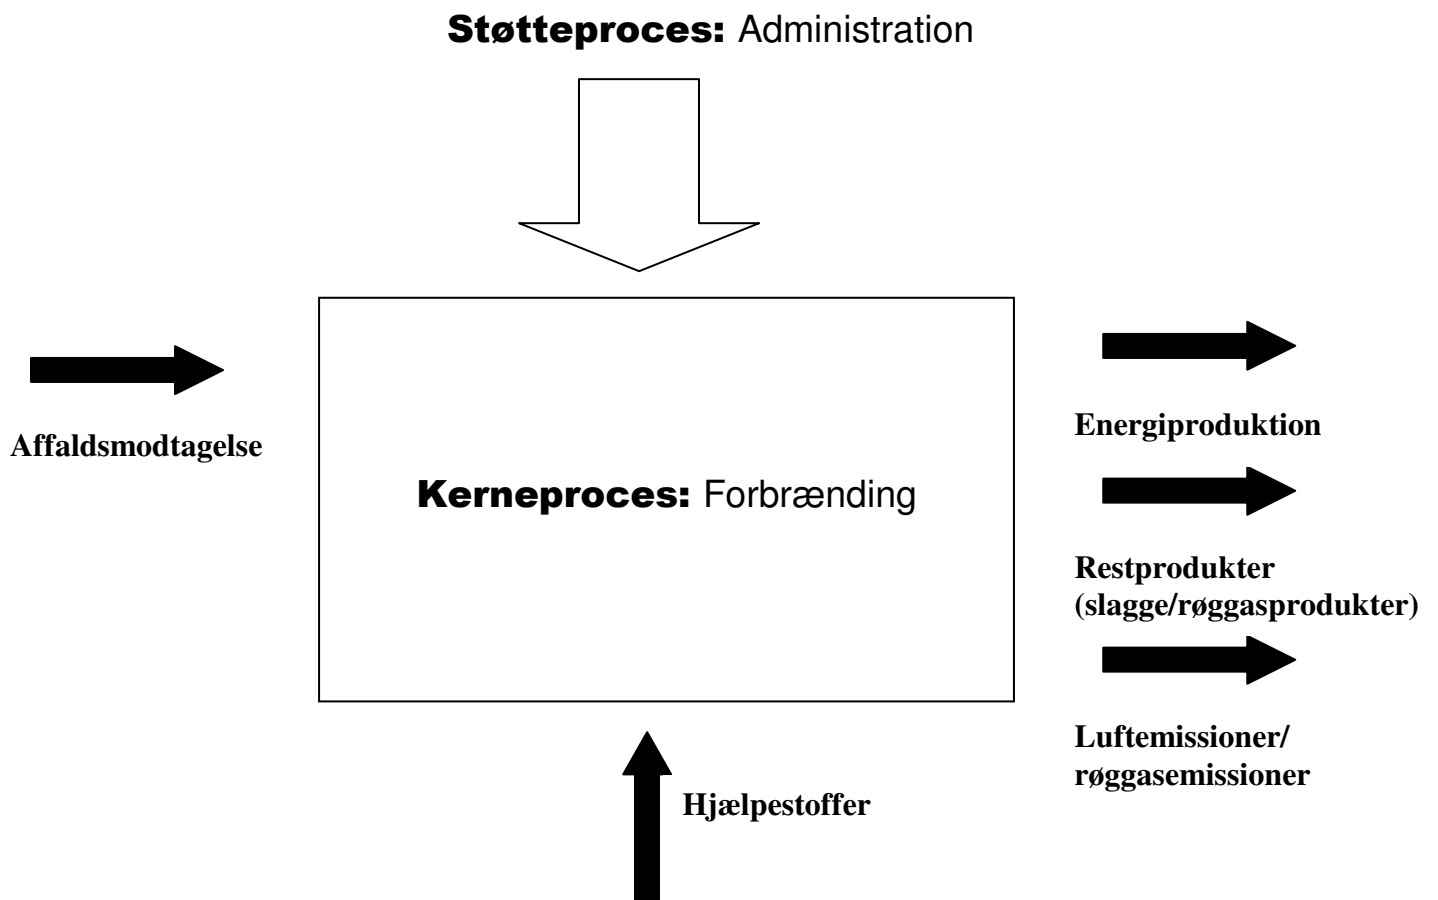 Støtteproces: Administration
Affaldsmodtagelse
Kerneproces: Forbrænding
Energiproduktion
Restprodukter
(slagge/røggasprodukter)
Luftemissioner/
røggasemissioner
Hjælpestoffer